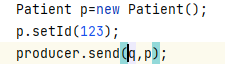 Patient p=new Patient();
p.setId(123);
producer.send(q,p);